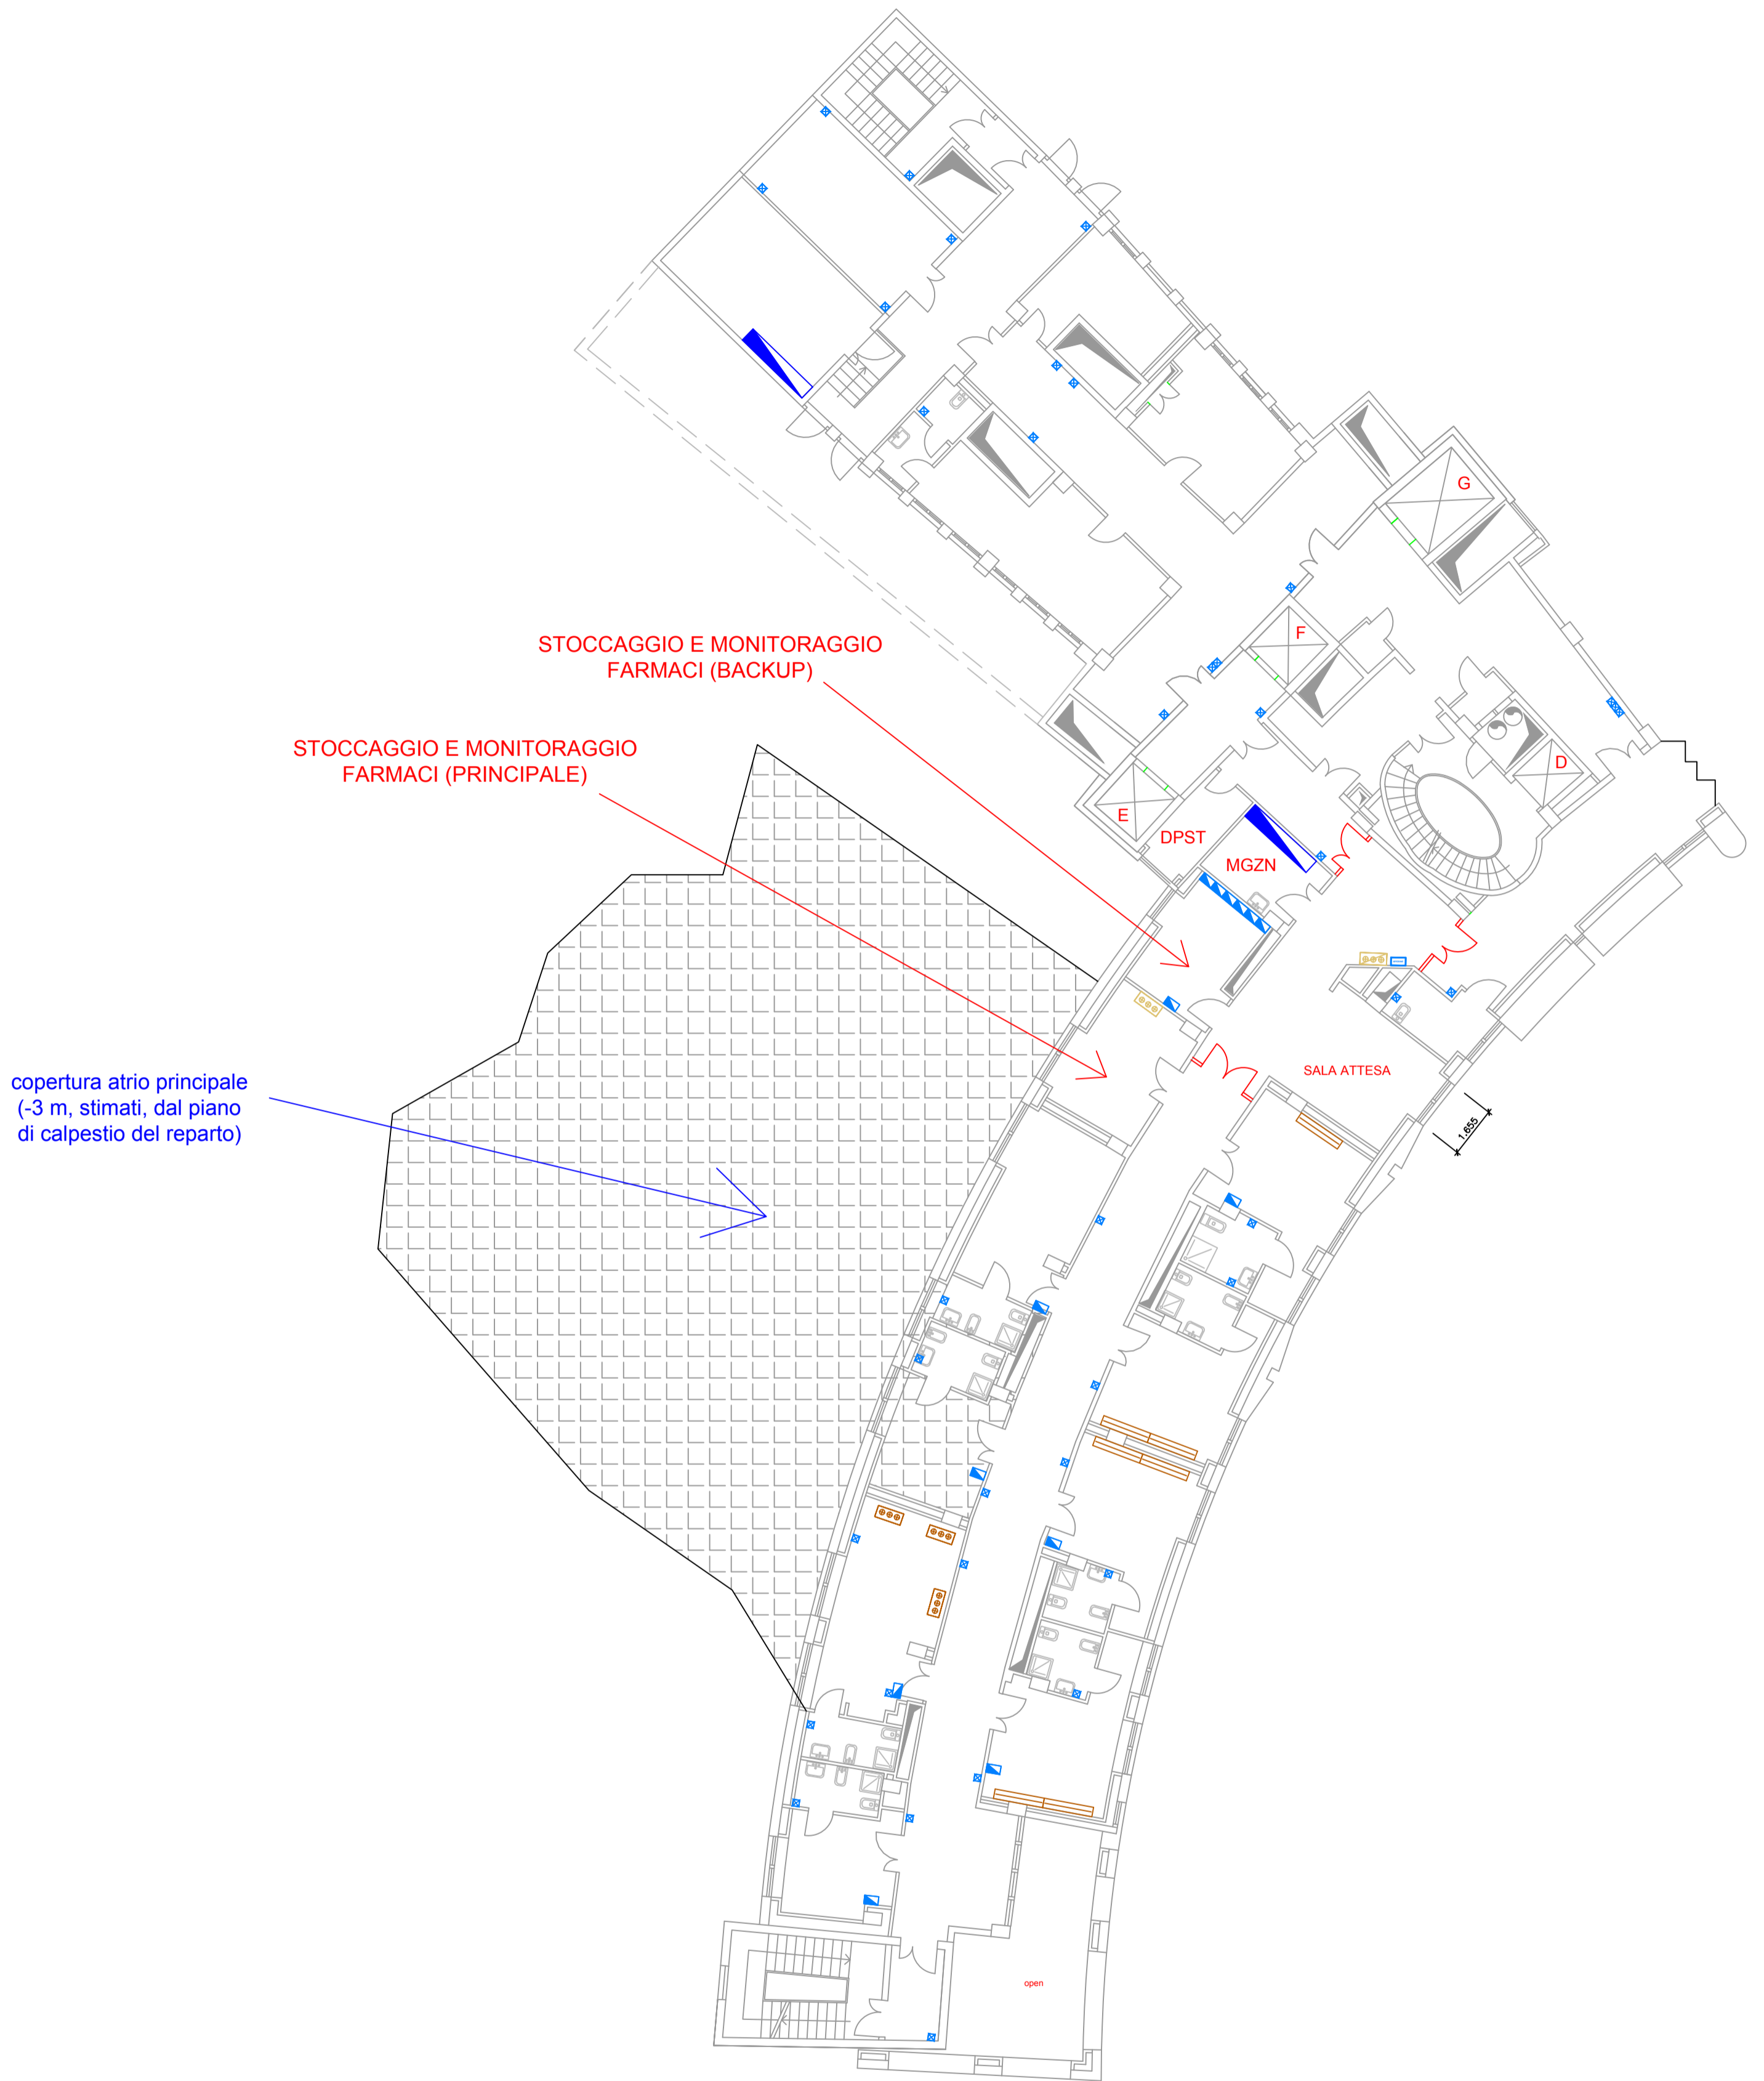 G
F
STOCCAGGIO E MONITORAGGIO
FARMACI (BACKUP)
STOCCAGGIO E MONITORAGGIO
FARMACI (PRINCIPALE)
D
E
DPST
MGZN
copertura atrio principale
(-3 m, stimati, dal piano
di calpestio del reparto)
SALA ATTESA
1.655
open